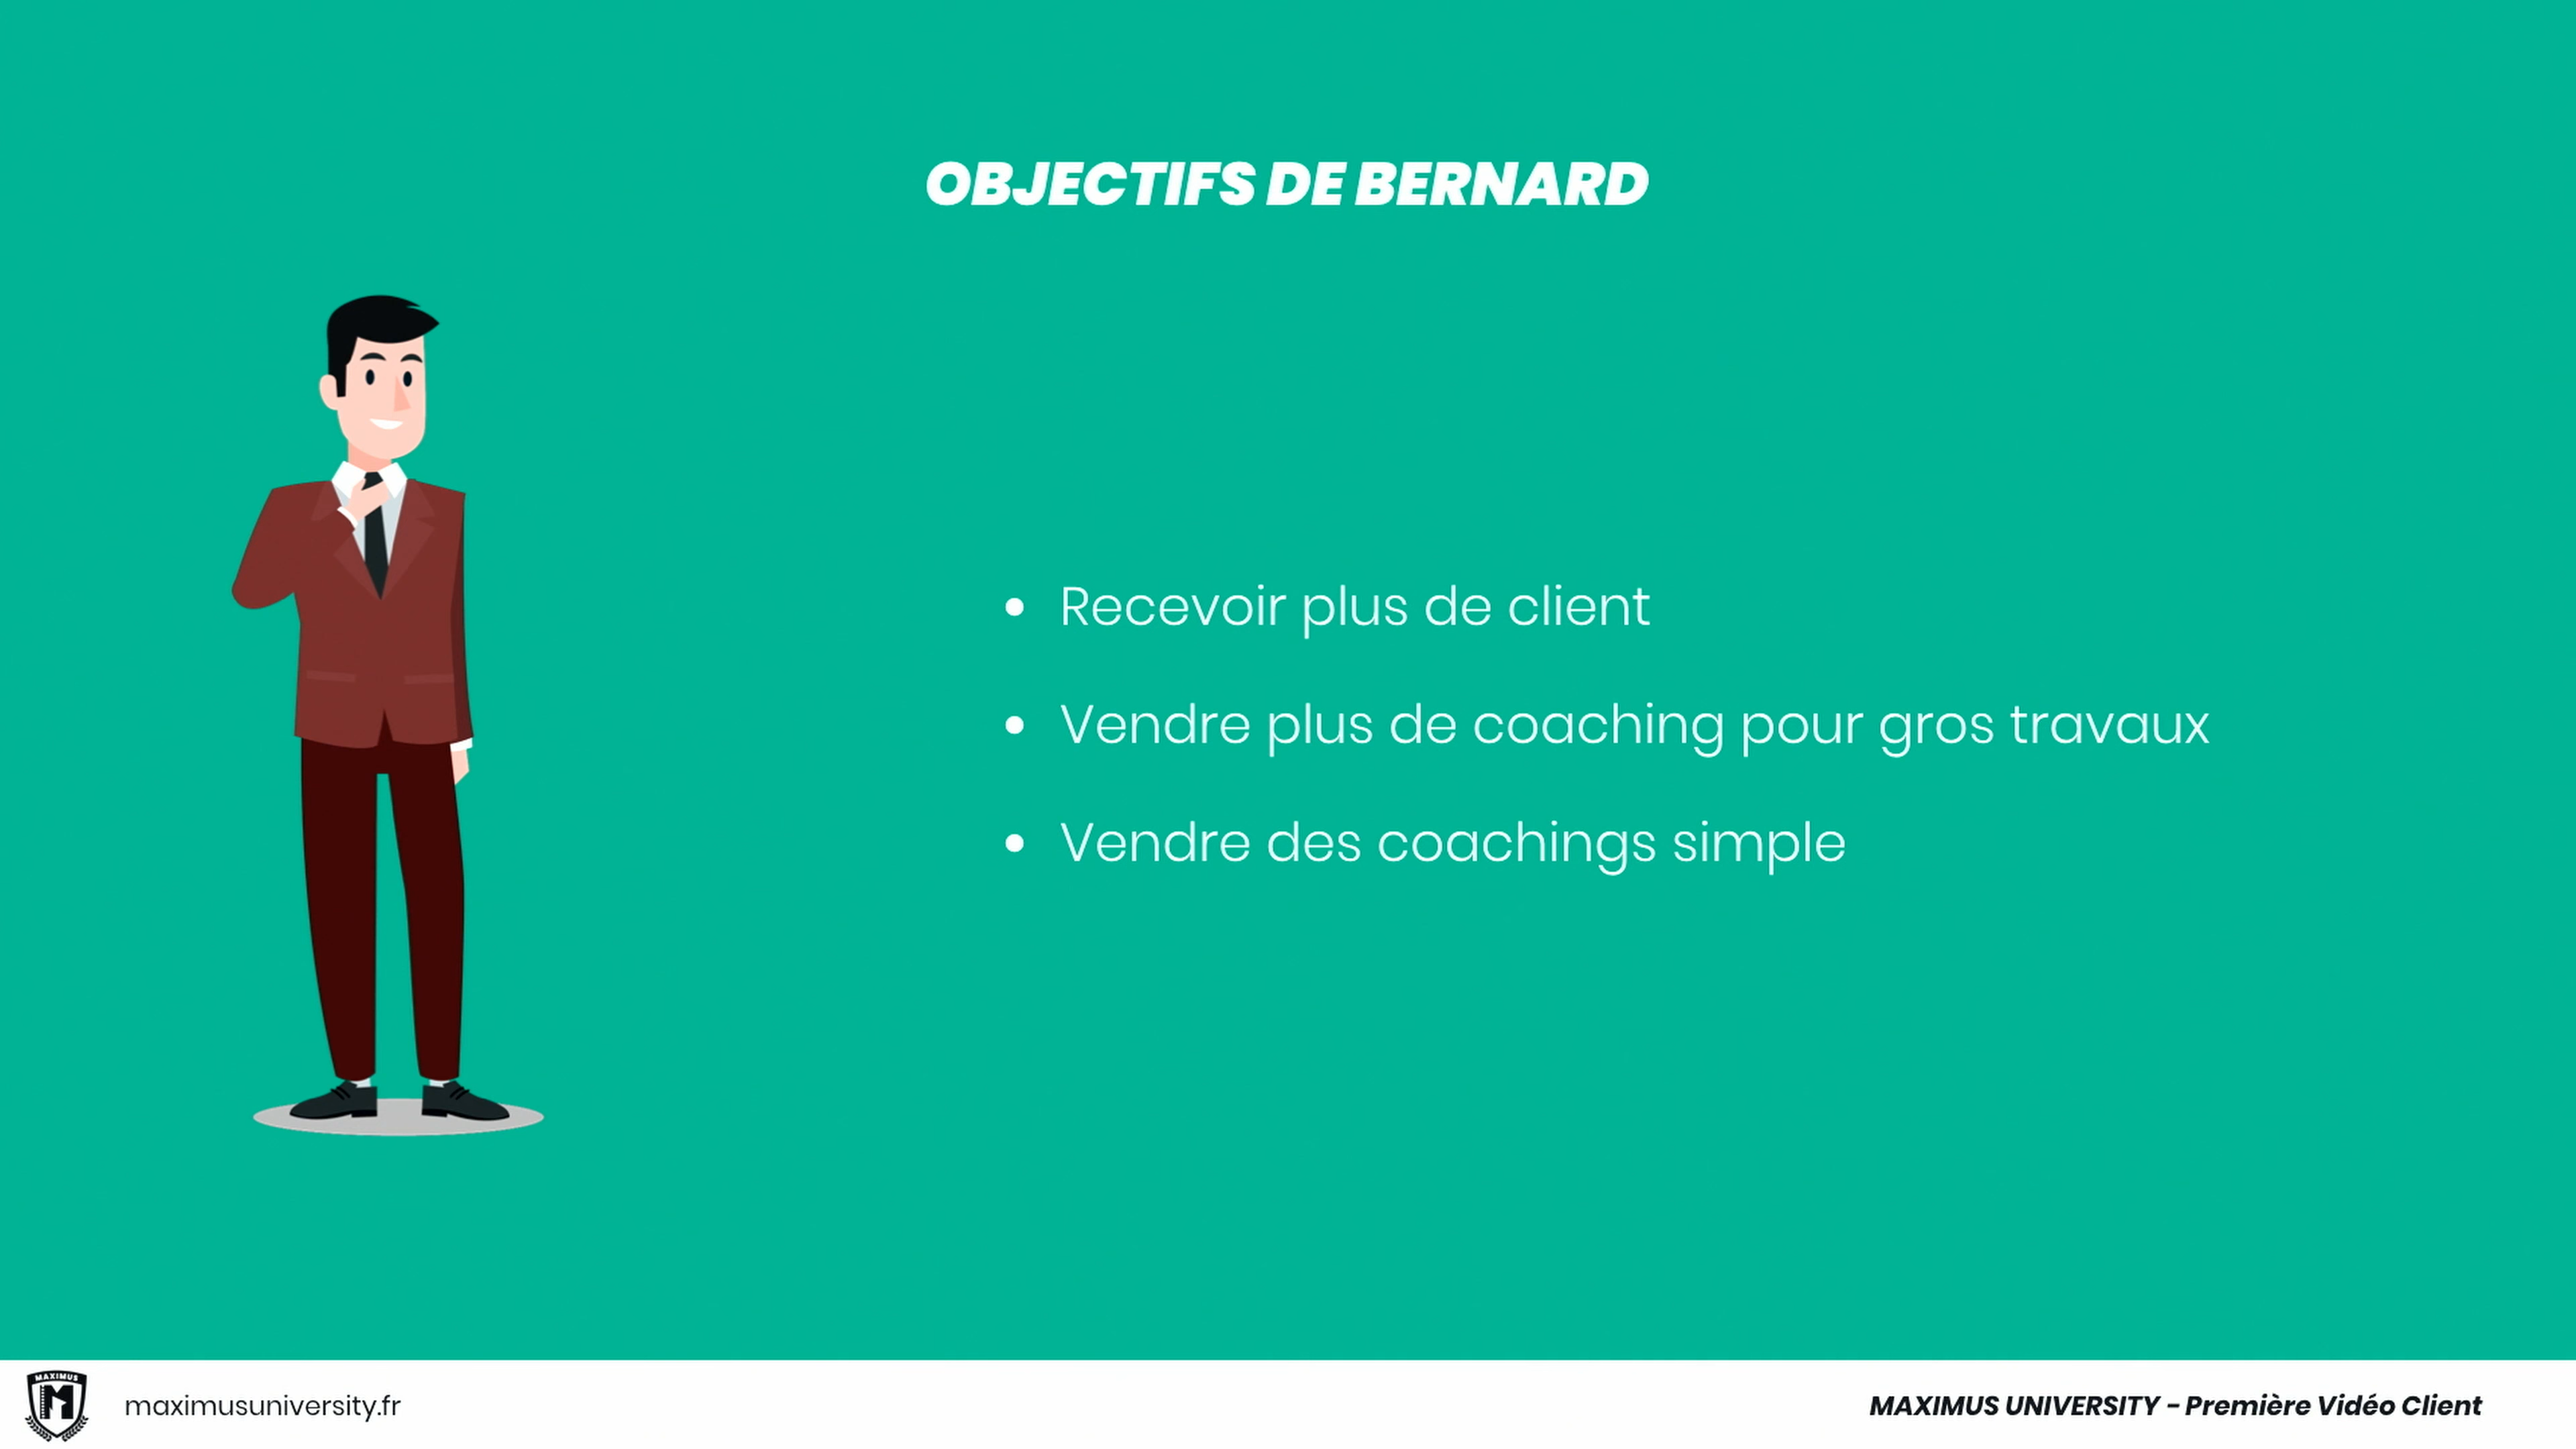 OBJECTIFS DE BERNARD
• Recevoir plus de client
• Vendre plus de coaching pour gros travaux
• Vendre des coachings simple
MAXIMUS
M
maximusuniversity.fr
MAXIMUS UNIVERSITY - Première Vidéo Client